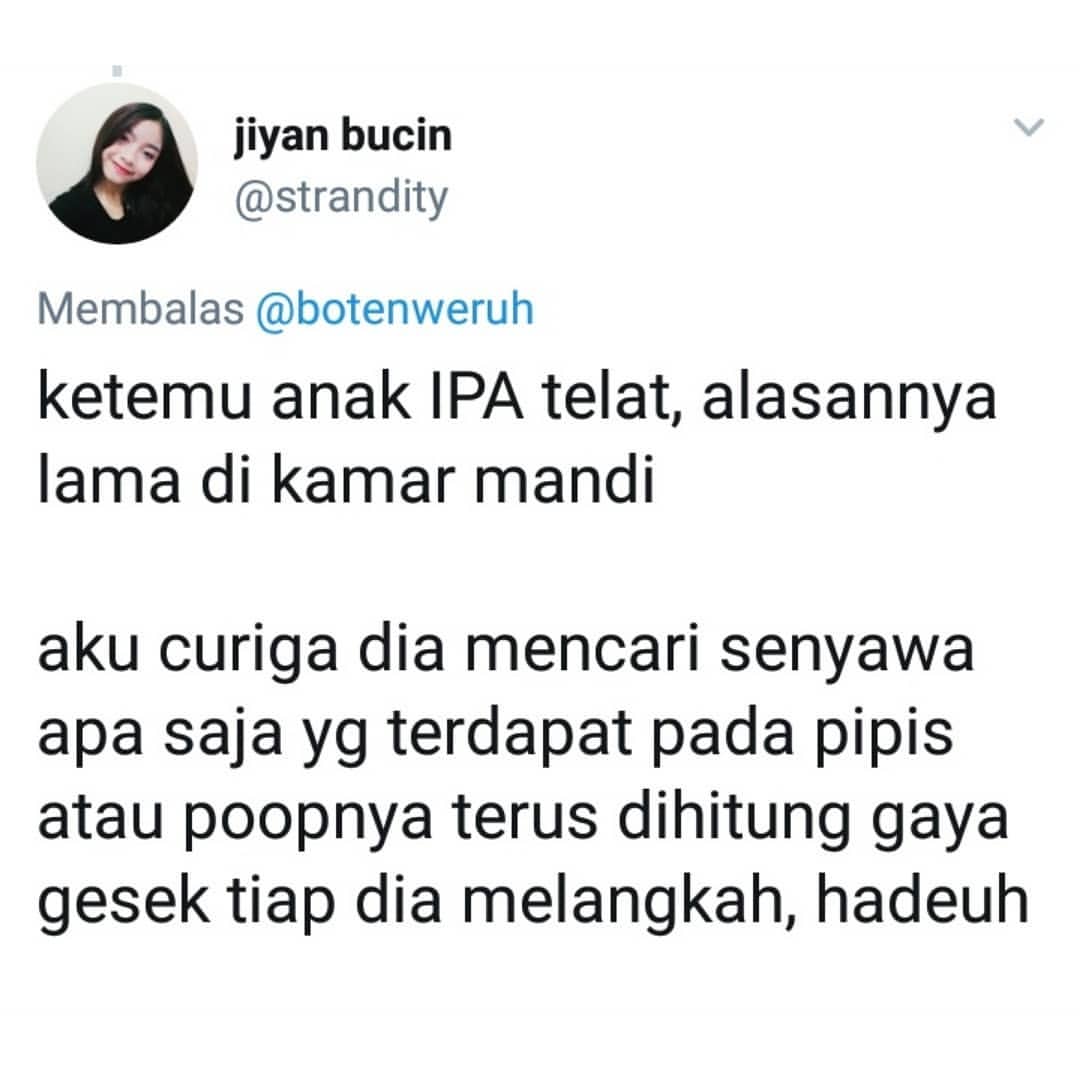 jiyan bucin
@strandity
Membalas @botenweruh
ketemu anak IPA telat, alasannya
lama di kamar mandi
aku curiga dia mencari senyawa
apa saja yg terdapat pada pipis
atau poopnya terus dihitung gaya
gesek tiap dia melangkah, hadeuh